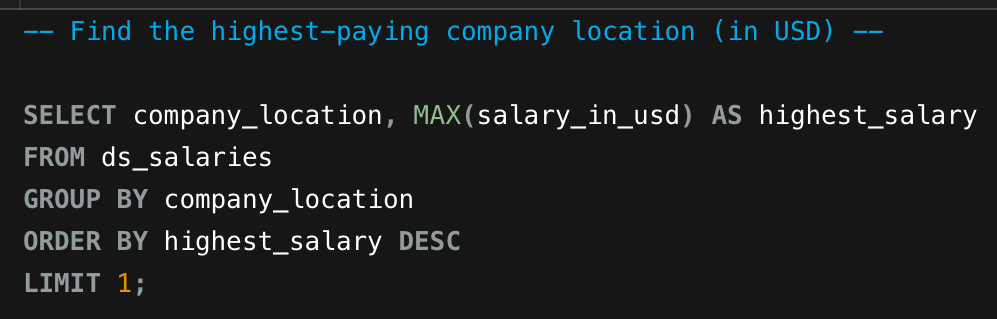 -- Find the highest-paying company location (in USD) --
SELECT company_location, MAX(salary_in_usd) AS highest_salary
FROM ds_salaries
GROUP BY company_location
ORDER BY highest_salary DESC
LIMIT 1;